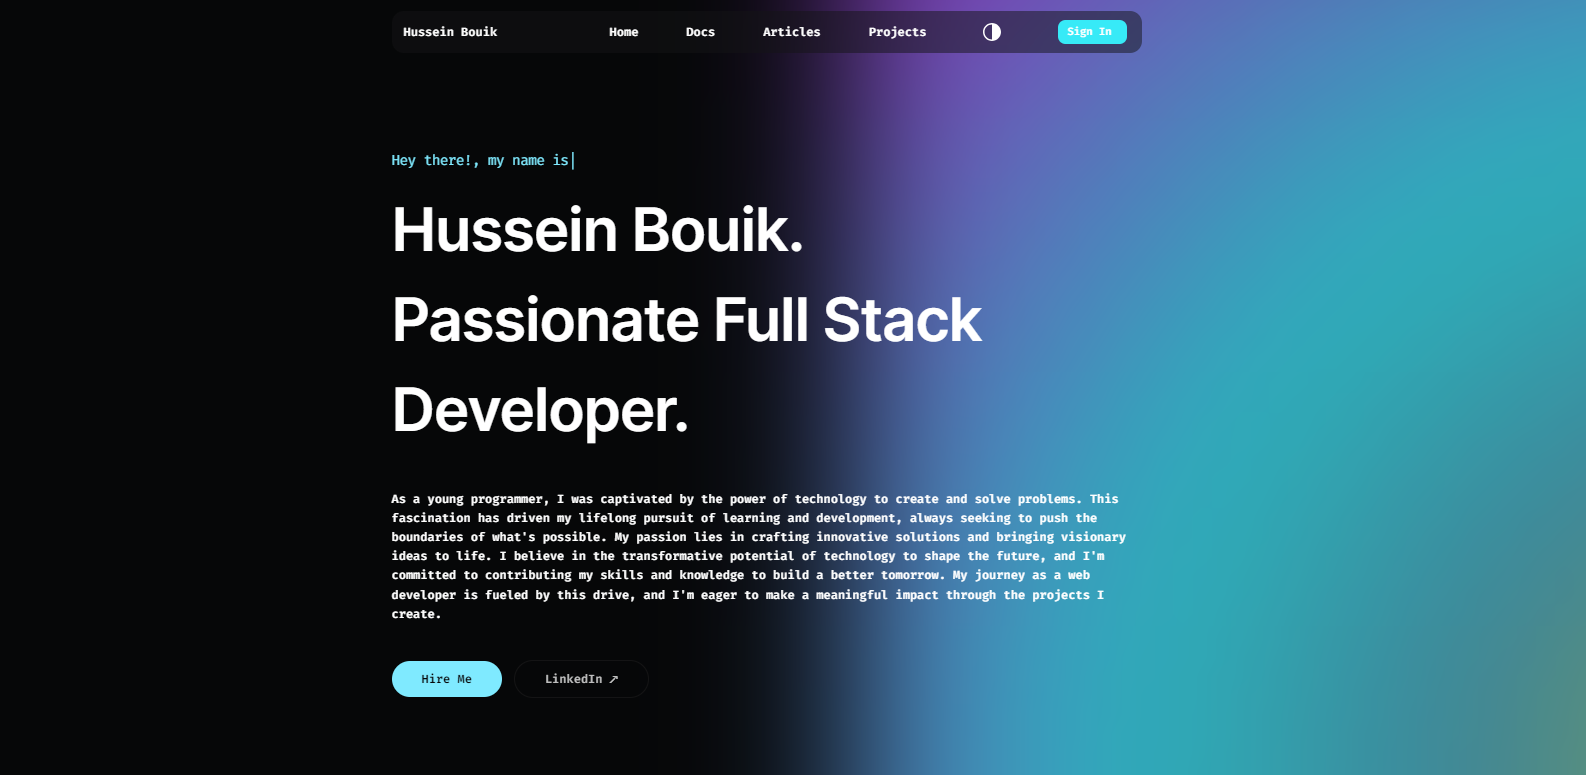 Hussein Bouik Home Docs Articles Projects Sign In
Hey there!, my name is
Hussein Bouik.
Passionate Full Stack
Developer.
As a young programmer, I was captivated by the power of technology to create and solve problems. This
fascination has driven my lifelong pursuit of learning and development, always seeking to push the
boundaries of what's possible. My passion lies in crafting innovative solutions and bringing visionary
ideas to life. I believe in the transformative potential of technology to shape the future, and I'm
committed to contributing my skills and knowledge to build a better tomorrow. My journey as a web
developer is fueled by this drive, and I'm eager to make a meaningful impact through the projects I
create.
Hire Me LinkedIn ↗